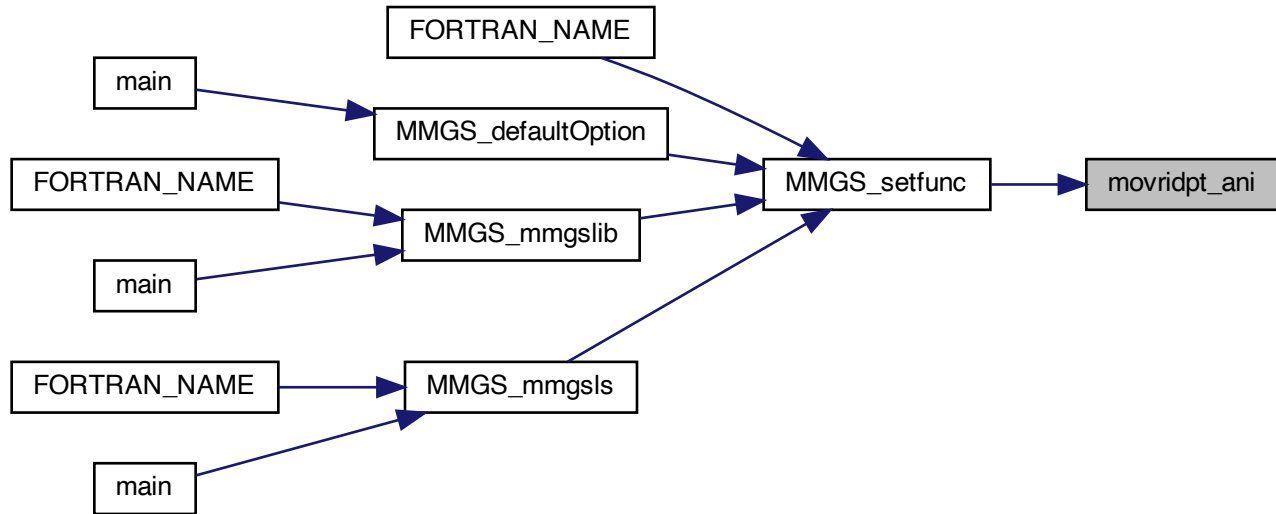 FORTRAN_NAME
main
MMGS_defaultOption
FORTRAN_NAME
MMGS_setfunc
movridpt_ani
MMGS_mmgslib
main
FORTRAN_NAME
MMGS_mmgsls
main